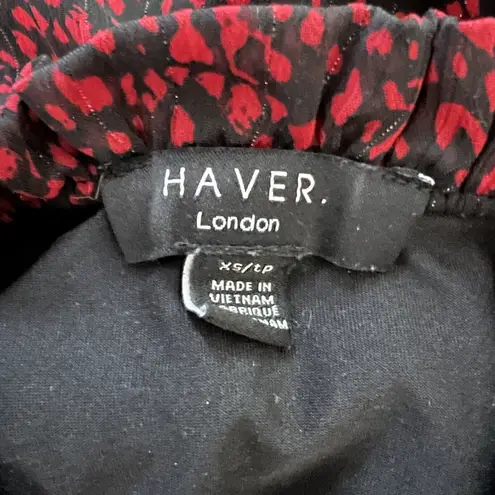 HAVER.
London
XS/tP
MADE IN
VIETNAM